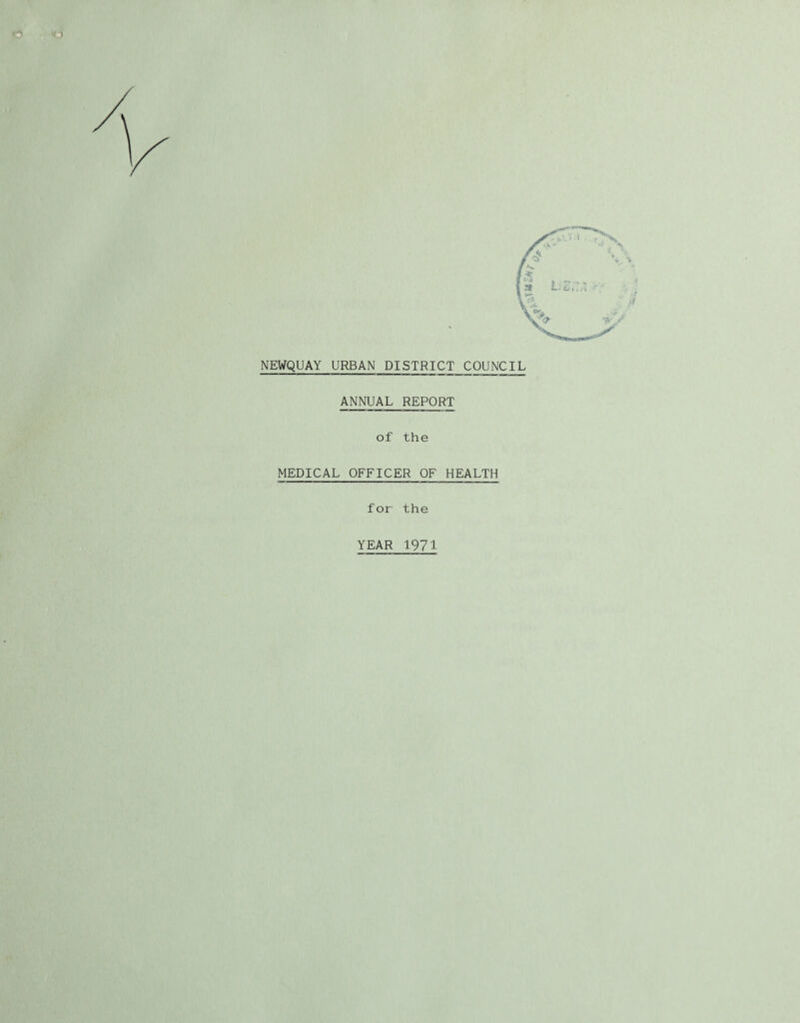 NEWQUAY URBAN DISTRICT COUNCIL
ANNUAL REPORT
of the
MEDICAL OFFICER OF HEALTH
for the
YEAR 1971